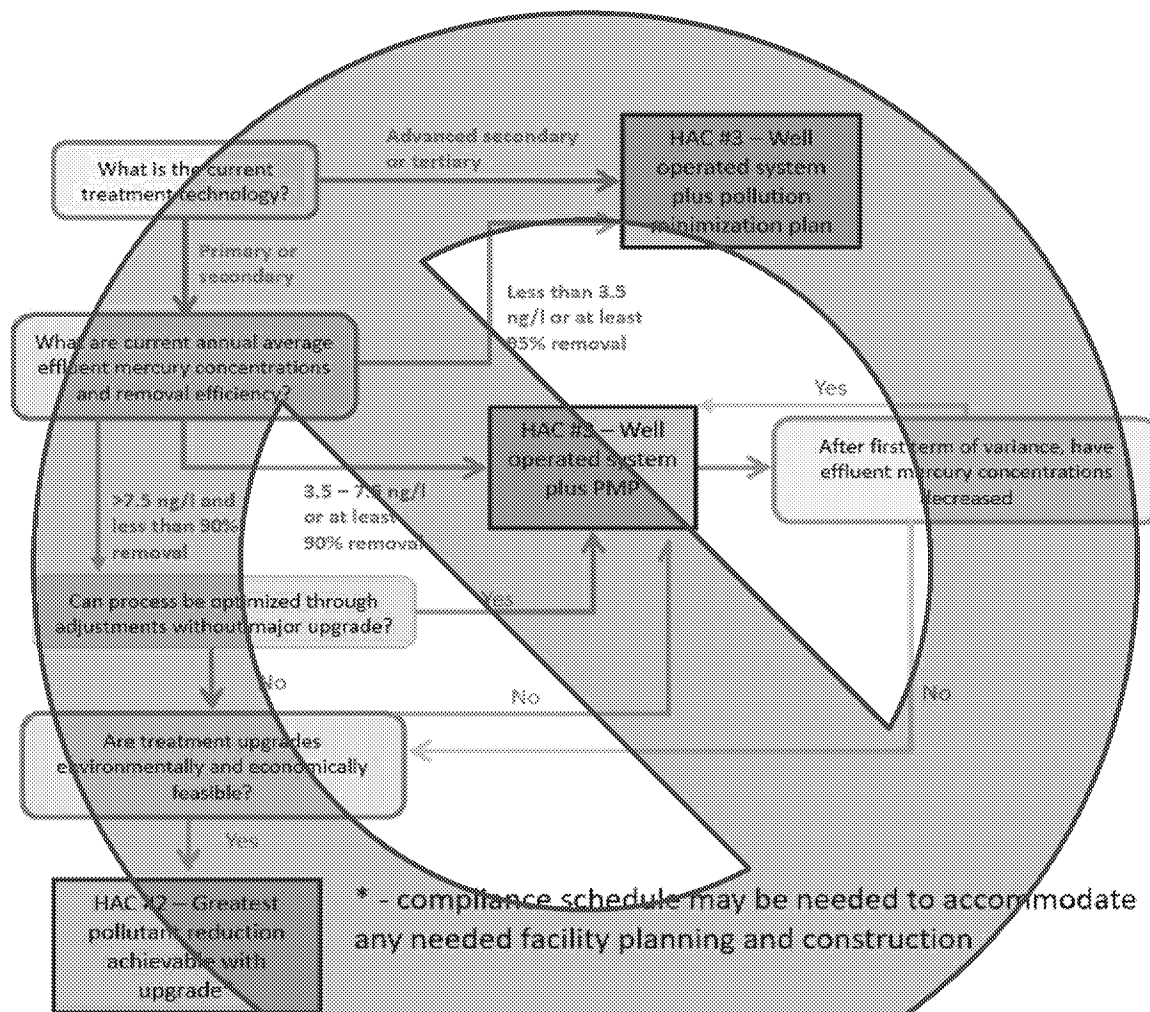 What is the current
treatment technology?
Advanced secondary
or tertiary
HAC #3 – Well
operated system
plus pollution
minimization plan
Primary or
secondary
What are current annual average
effluent mercury concentrations
and removal efficiency?
Less than 3.5
ng/l or at least
95% removal
Yes
HAC #3 – Well
operated system
plus PMP
After first term of variance, have
effluent mercury concentrations
decreased
>7.5 ng/l and
less than 90%
removal
3.5 – 7.5 ng/l
or at least
90% removal
Can process be optimized through
adjustments without major upgrade?
Yes
No
No
No
Are treatment upgrades
environmentally and economically
feasible?
Yes
HAC #2 – Greatest
pollutant reduction
achievable with
upgrade
* - compliance schedule may be needed to accommodate
any needed facility planning and construction